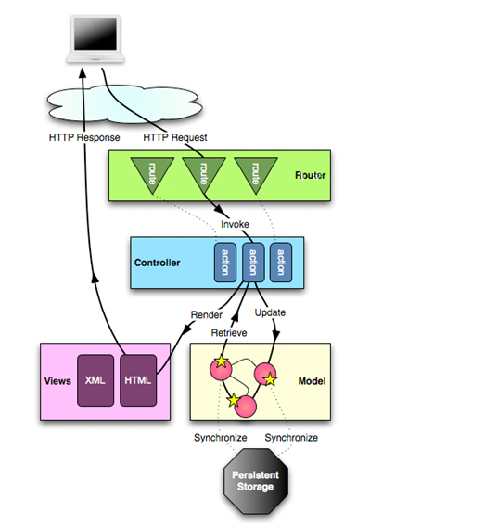 HTTP Response
HTTP Request
route
route
route
Router
Invoke
Controller
action
action
action
Render
Update
Retrieve
Views
XML
HTML
Model
Synchronize
Synchronize
Persistent
Storage